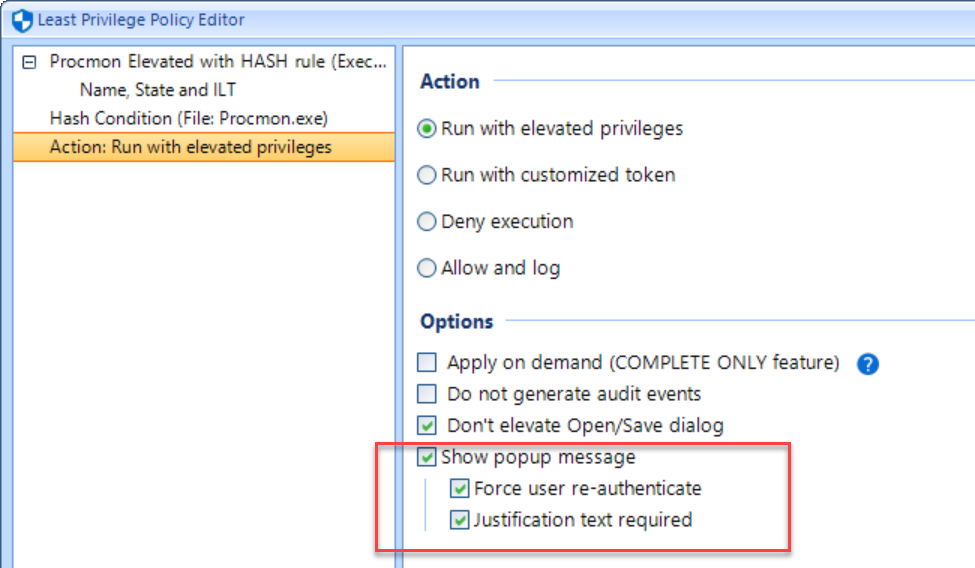 Least Privilege Policy Editor
Procmon Elevated with HASH rule (Exec...
Name, State and ILT
Hash Condition (File: Procmon.exe)
Action: Run with elevated privileges
Action
Run with elevated privileges
Run with customized token
Deny execution
Allow and log
Options
Apply on demand (COMPLETE ONLY feature) ?
Do not generate audit events
Don't elevate Open/Save dialog
Show popup message
Force user re-authenticate
Justification text required